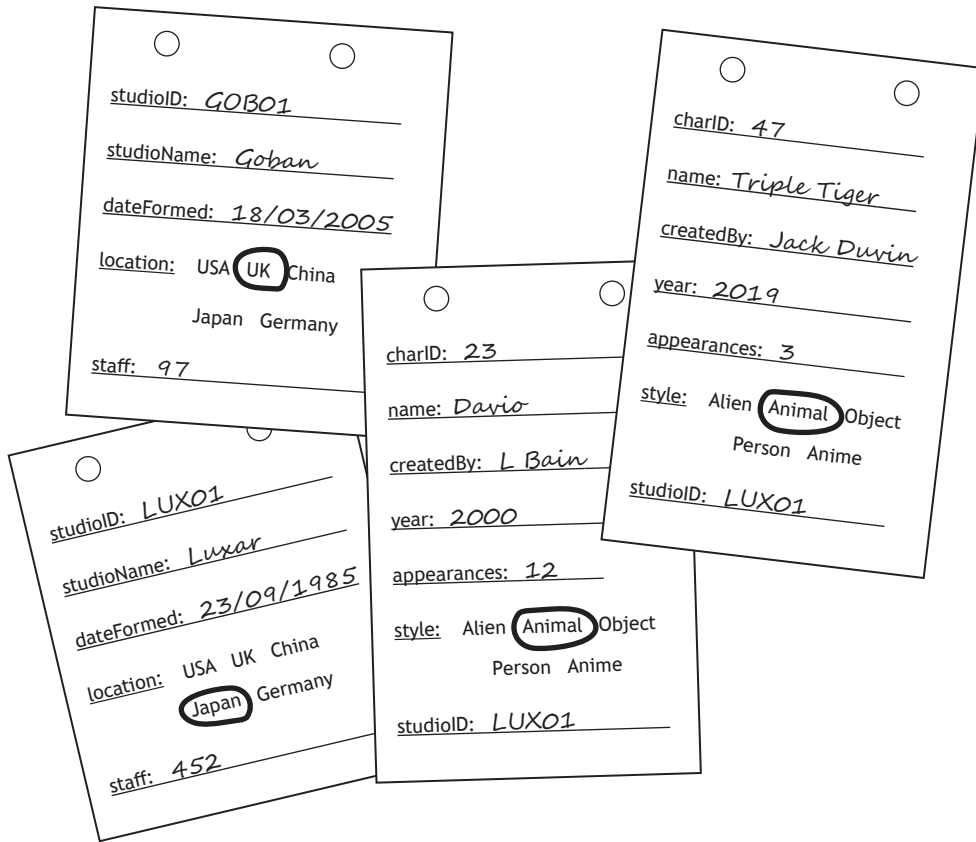 studioID: GOB01
studioName: Goban
dateFormed: 18/03/2005
location: USA UK China
Japan Germany
staff: 97
studioID: LUX01
studioName: Luxar
dateFormed: 23/09/1985
location: USA UK China
Japan Germany
staff: 452
charID: 23
name: Davio
createdBy: L Bain
year: 2000
appearances: 12
style: Alien Animal Object
Person Anime
studioID: LUX01
charID: 47
name: Triple Tiger
createdBy: Jack Duvin
year: 2019
appearances: 3
style: Alien Animal Object
Person Anime
studioID: LUX01